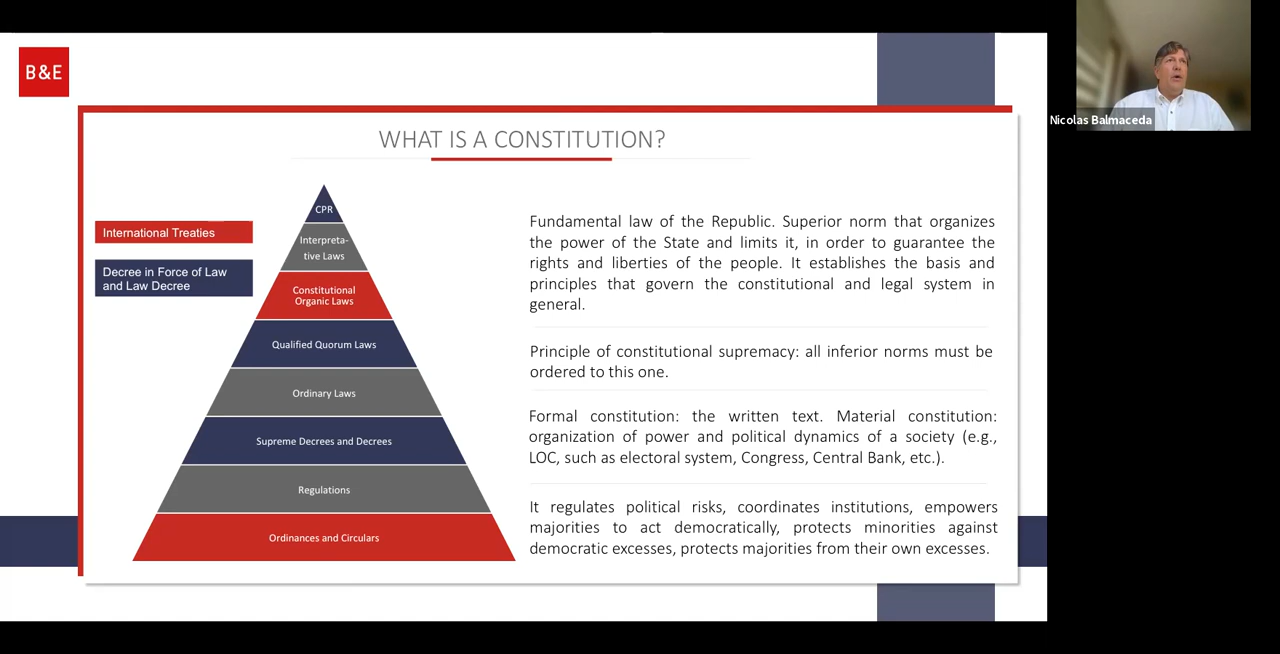 B&E
Nicolas Balmaceda
WHAT IS A CONSTITUTION?
International Treaties
Decree in Force of Law
and Law Decree
CPR
Interpreta-
tive Laws
Constitutional
Organic Laws
Qualified Quorum Laws
Ordinary Laws
Supreme Decrees and Decrees
Regulations
Ordinances and Circulars
Fundamental law of the Republic. Superior norm that organizes
the power of the State and limits it, in order to guarantee the
rights and liberties of the people. It establishes the basis and
principles that govern the constitutional and legal system in
general.
Principle of constitutional supremacy: all inferior norms must be
ordered to this one.
Formal constitution: the written text. Material constitution:
organization of power and political dynamics of a society (e.g.,
LOC, such as electoral system, Congress, Central Bank, etc.).
It regulates political risks, coordinates institutions, empowers
majorities to act democratically, protects minorities against
democratic excesses, protects majorities from their own excesses.